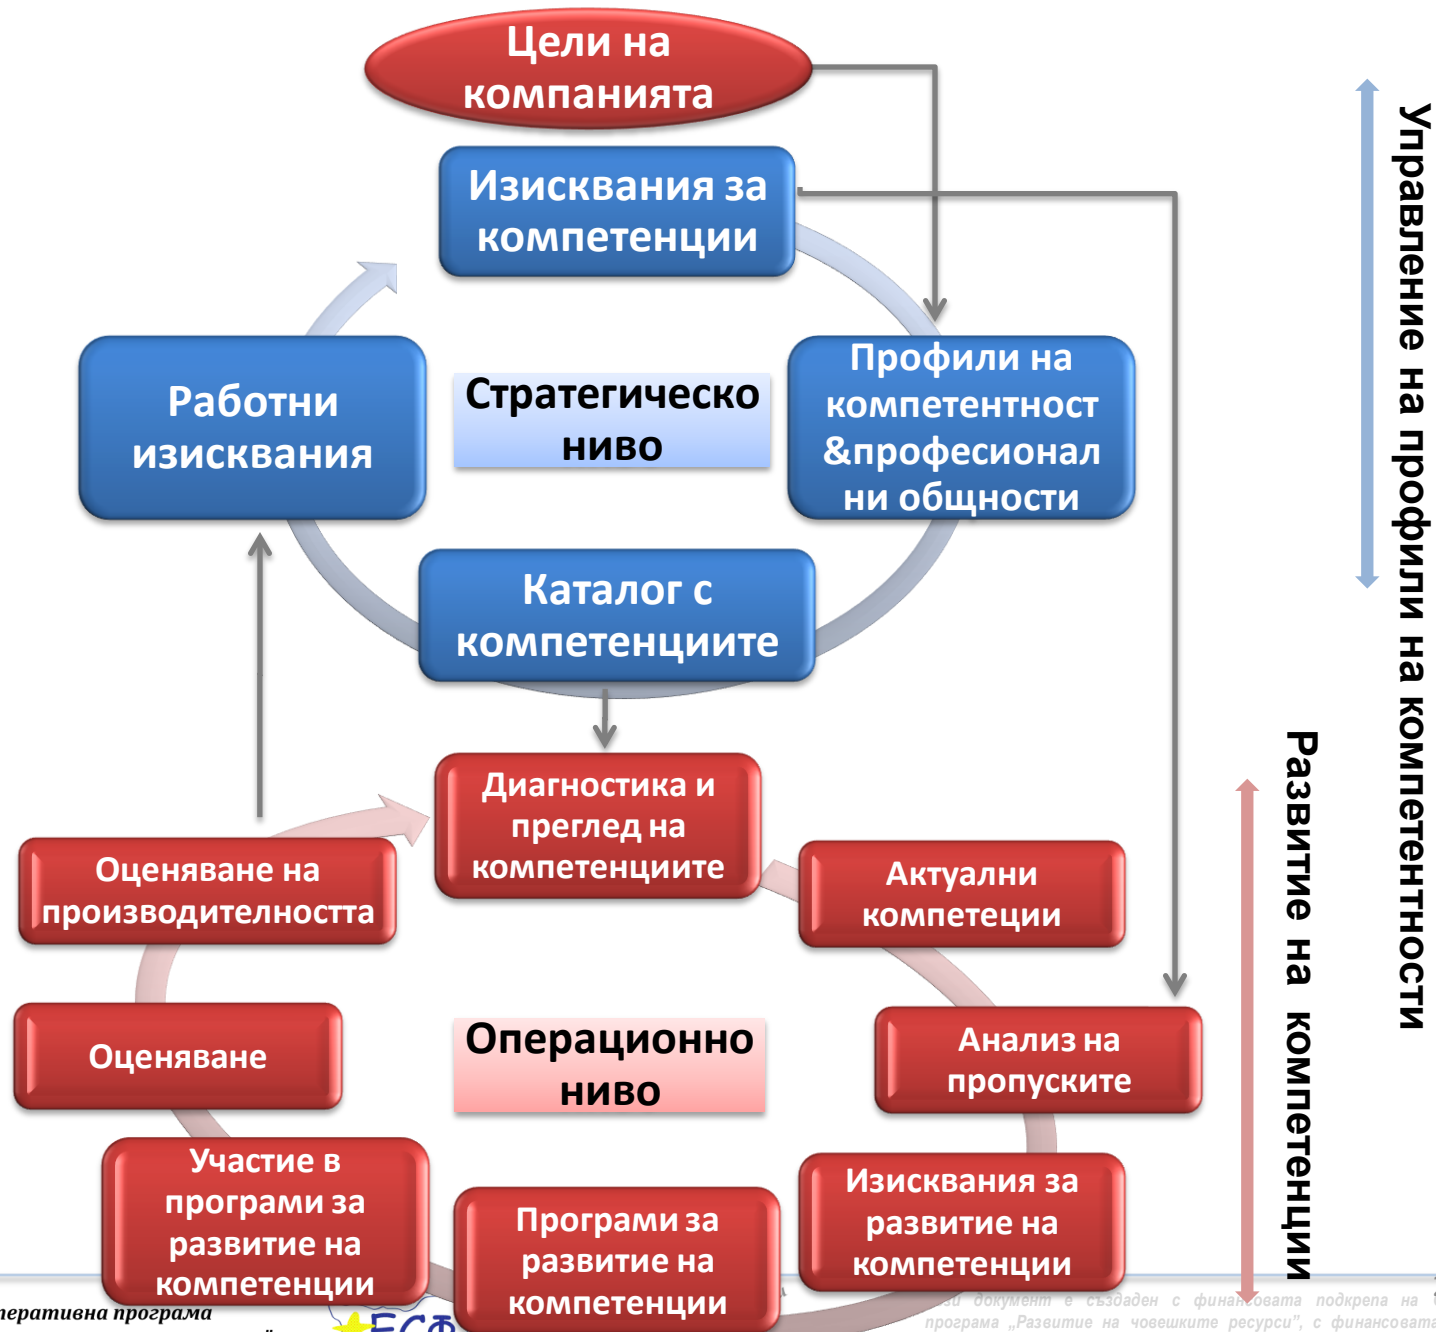 Цели на
компанията
Изисквания за
компетенции
Профили на
компетентност
&професионал
ни общности
Работни
изисквания
Стратегическо
ниво
Каталог с
компетенциите
Управление на профили на компетентности
Диагностика и
преглед на
компетенциите
Актуални
компетеции
Анализ на
пропуските
Изисквания за
развитие на
компетенции
Програми за
развитие на
компетенции
Участие в
програми за
развитие на
компетенции
Оценяване
Оценяване на
производителността
Операционно
ниво
Развитие на компетенции
програма
ЕСФ
документ е създаден с финансовата подкрепа на
програма „Развитие на човешките ресурси", с финансовата